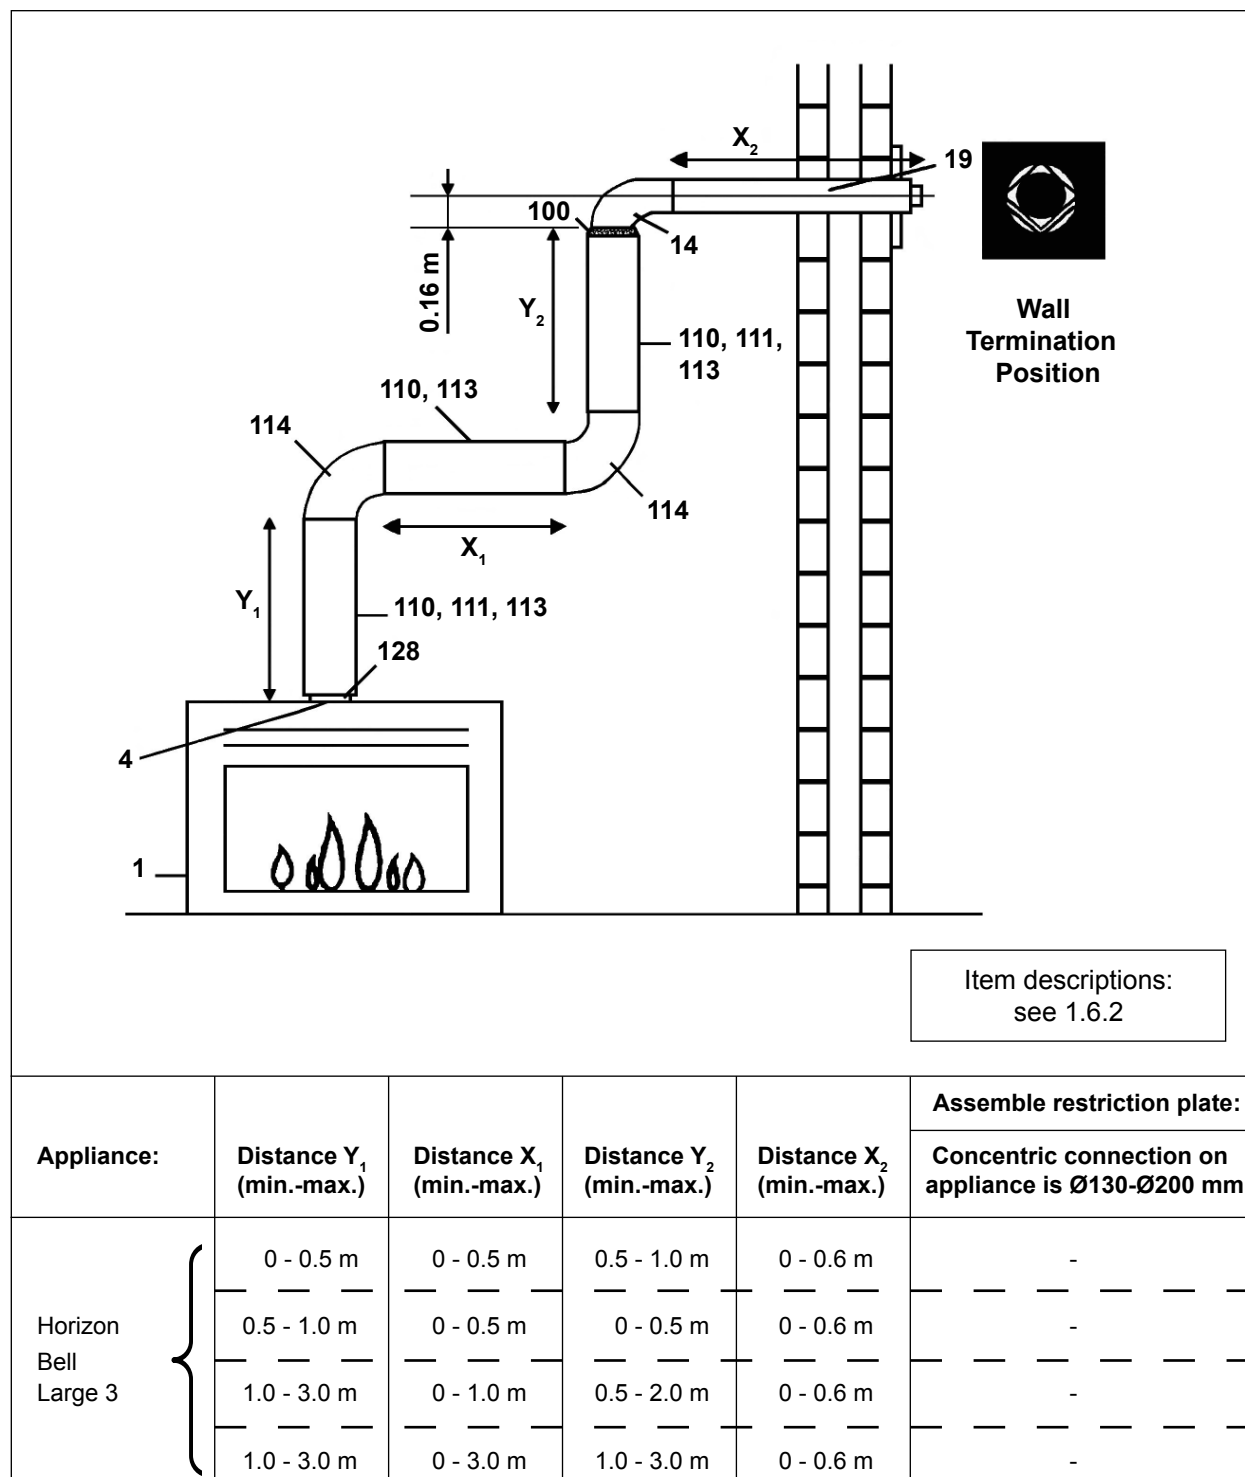 X2
19
100
14
0.16 m
Y2
Wall
Termination
Position
110, 111,
113
110, 113
114
114
X1
Y1
110, 111, 113
128
4
1
Item descriptions:
see 1.6.2
Appliance:
Distance Y1
(min.-max.)
Distance X1
(min.-max.)
Distance Y2
(min.-max.)
Distance X2
(min.-max.)
Assemble restriction plate:
Concentric connection on
appliance is Ø130-Ø200 mm
Horizon
Bell
Large 3
0 - 0.5 m 0 - 0.5 m 0.5 - 1.0 m 0 - 0.6 m -
0.5 - 1.0 m 0 - 0.5 m 0 - 0.5 m 0 - 0.6 m -
1.0 - 3.0 m 0 - 1.0 m 0.5 - 2.0 m 0 - 0.6 m -
1.0 - 3.0 m 0 - 3.0 m 1.0 - 3.0 m 0 - 0.6 m -